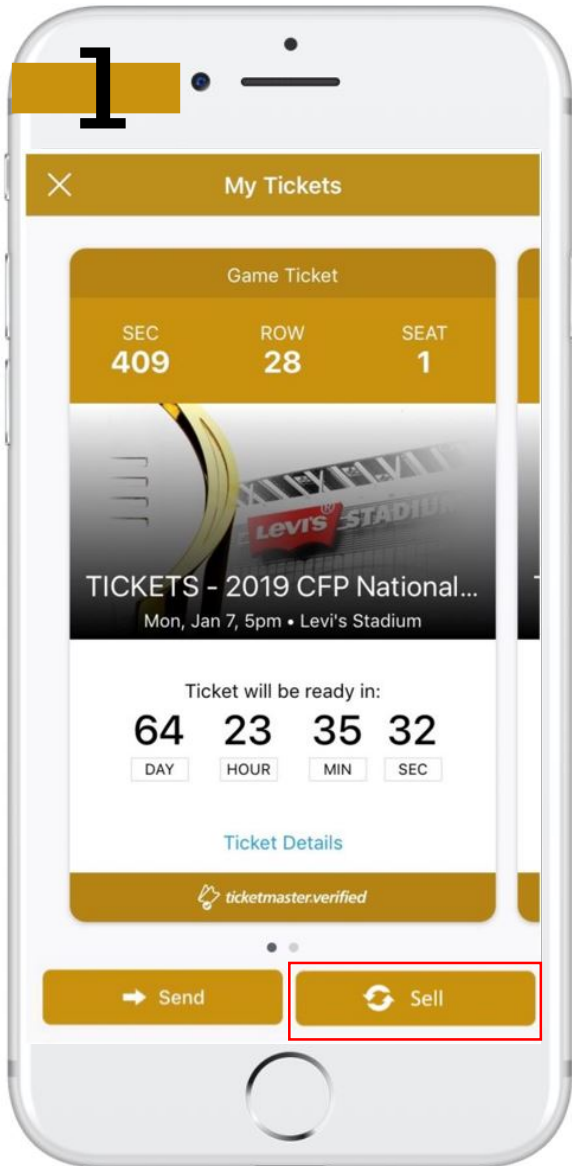 1
My Tickets
Game Ticket
SEC ROW SEAT
409 28 1
LEVI'S® STADIUM
TICKETS - 2019 CFP National...
Mon, Jan 7, 5pm • Levi's Stadium
Ticket will be ready in:
64 23 35 32
DAY HOUR MIN SEC
Ticket Details
ticketmaster.verified
Send Sell